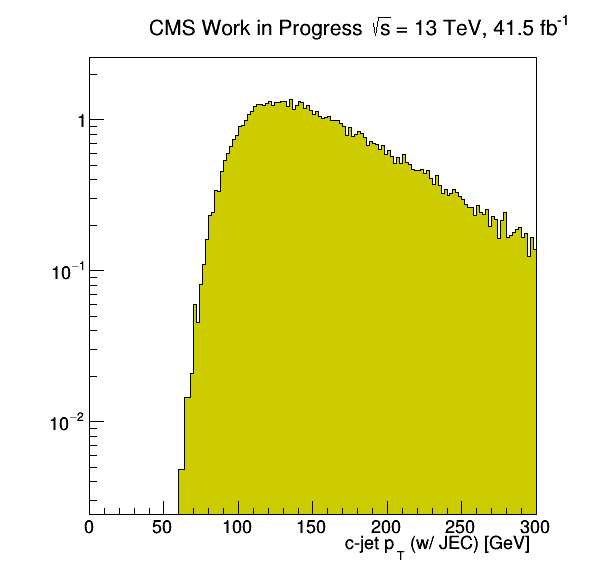 CMS Work in Progress √s = 13 TeV, 41.5 fb⁻¹
1
10⁻¹
10⁻²
0 50 100 150 200 250 300
c-jet p_T (w/ JEC) [GeV]